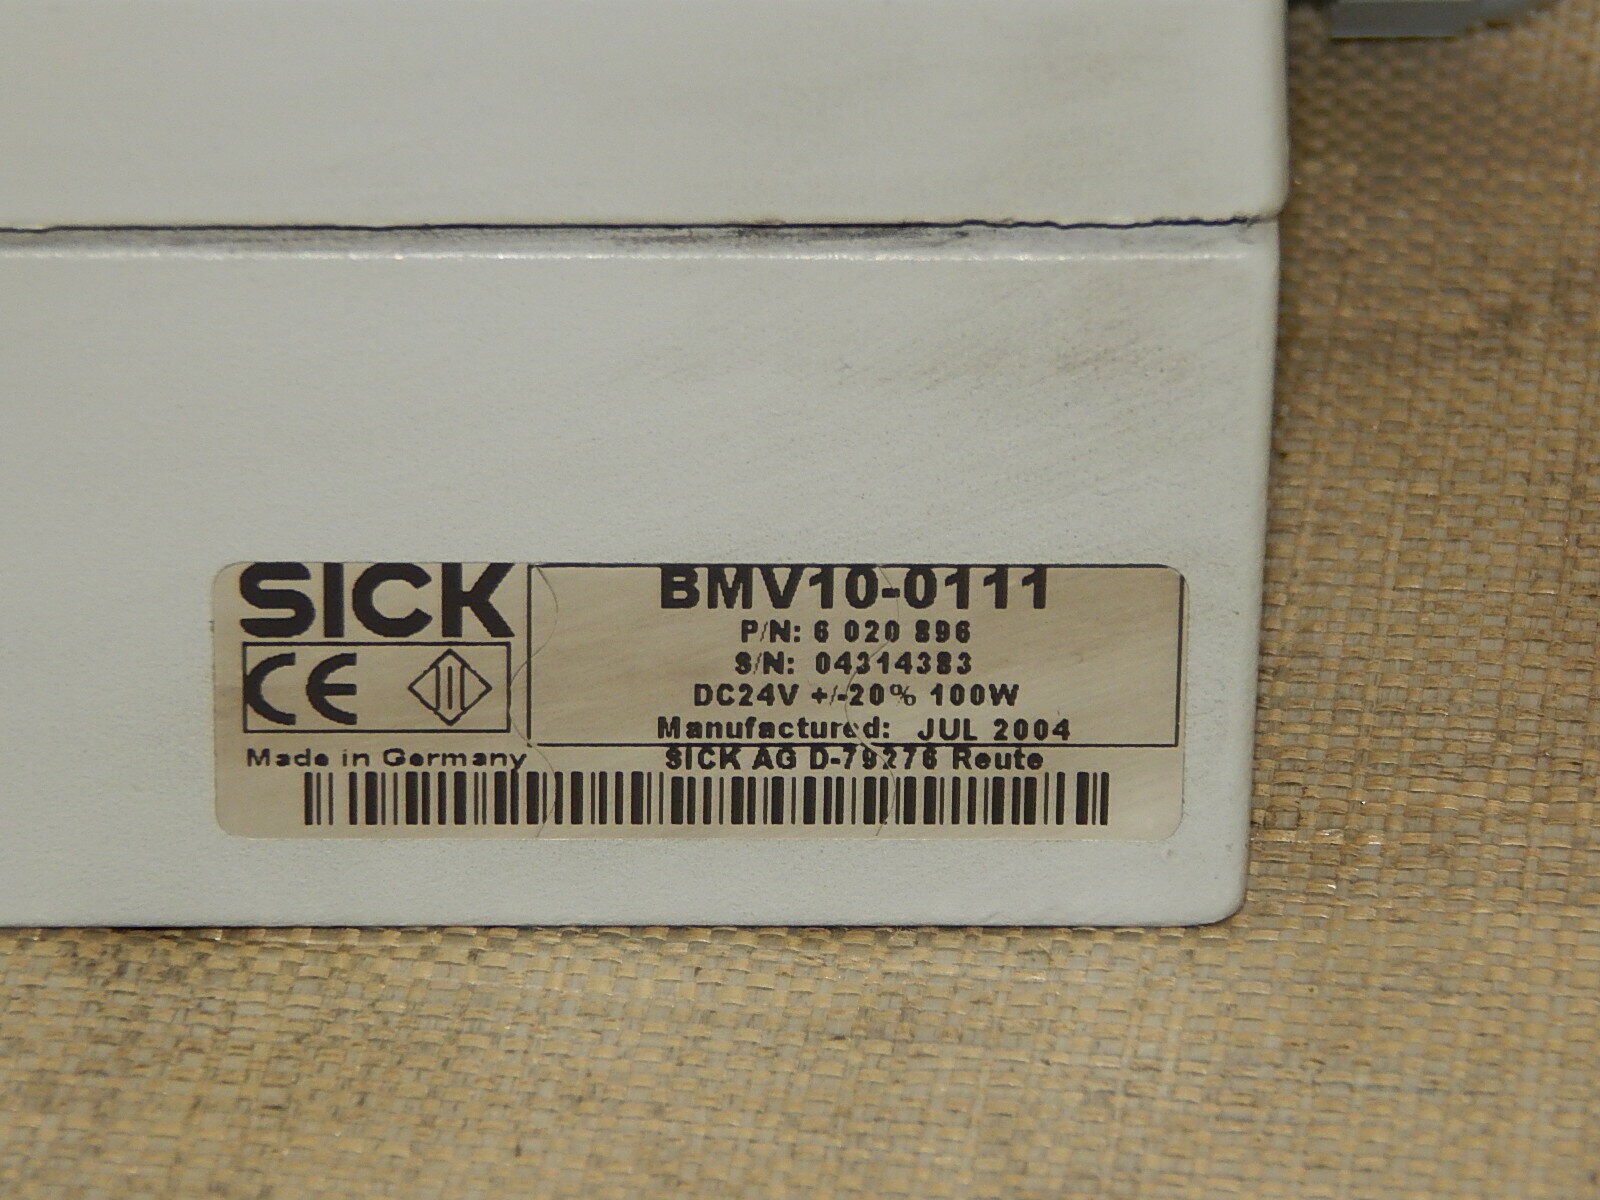 SICK
BMV10-0111
P/N: 6 020 896
S/N: 04314383
CE
DC24V +/-20% 100W
Manufactured: JUL 2004
Made in Germany
SICK AG D-79276 Reute